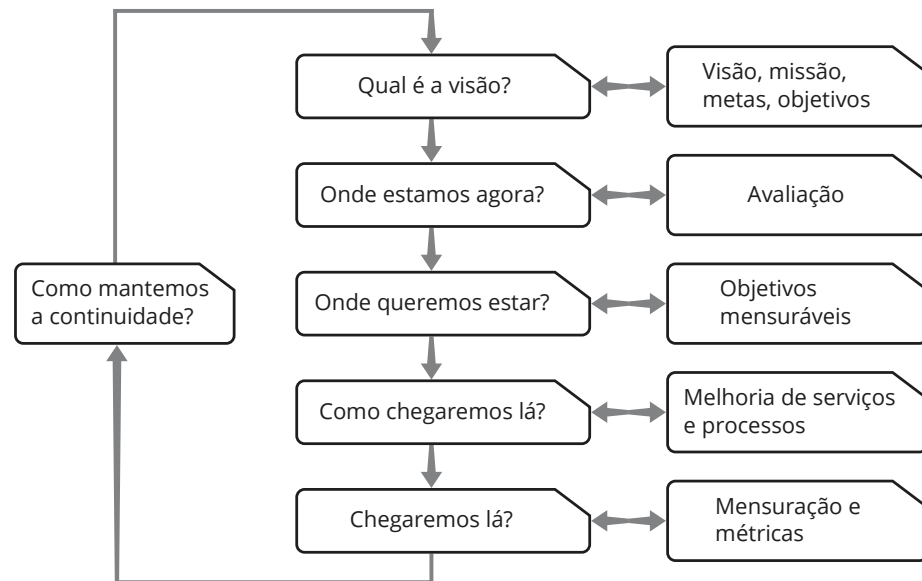 Qual é a visão?
Visão, missão,
metas, objetivos
Onde estamos agora?
Avaliação
Como mantemos
a continuidade?
Onde queremos estar?
Objetivos
mensuráveis
Como chegaremos lá?
Melhoria de serviços
e processos
Chegaremos lá?
Mensuração e
métricas